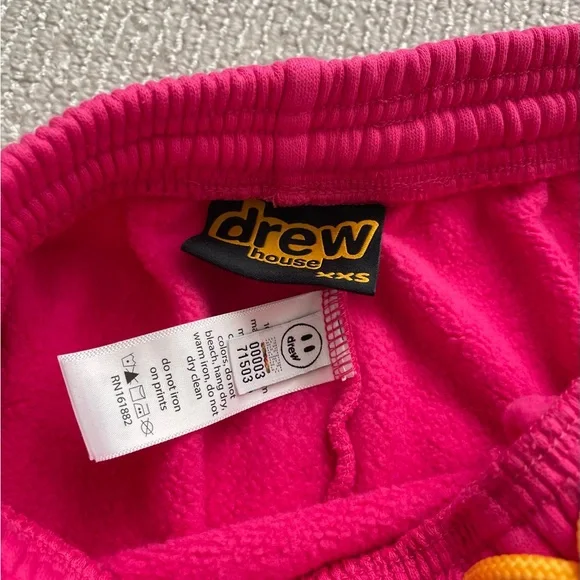 drew
house
xxs
drew
00003
71503
colors, do not
bleach, hang dry,
warm iron, do not
dry clean
do not iron
on prints
RN161882